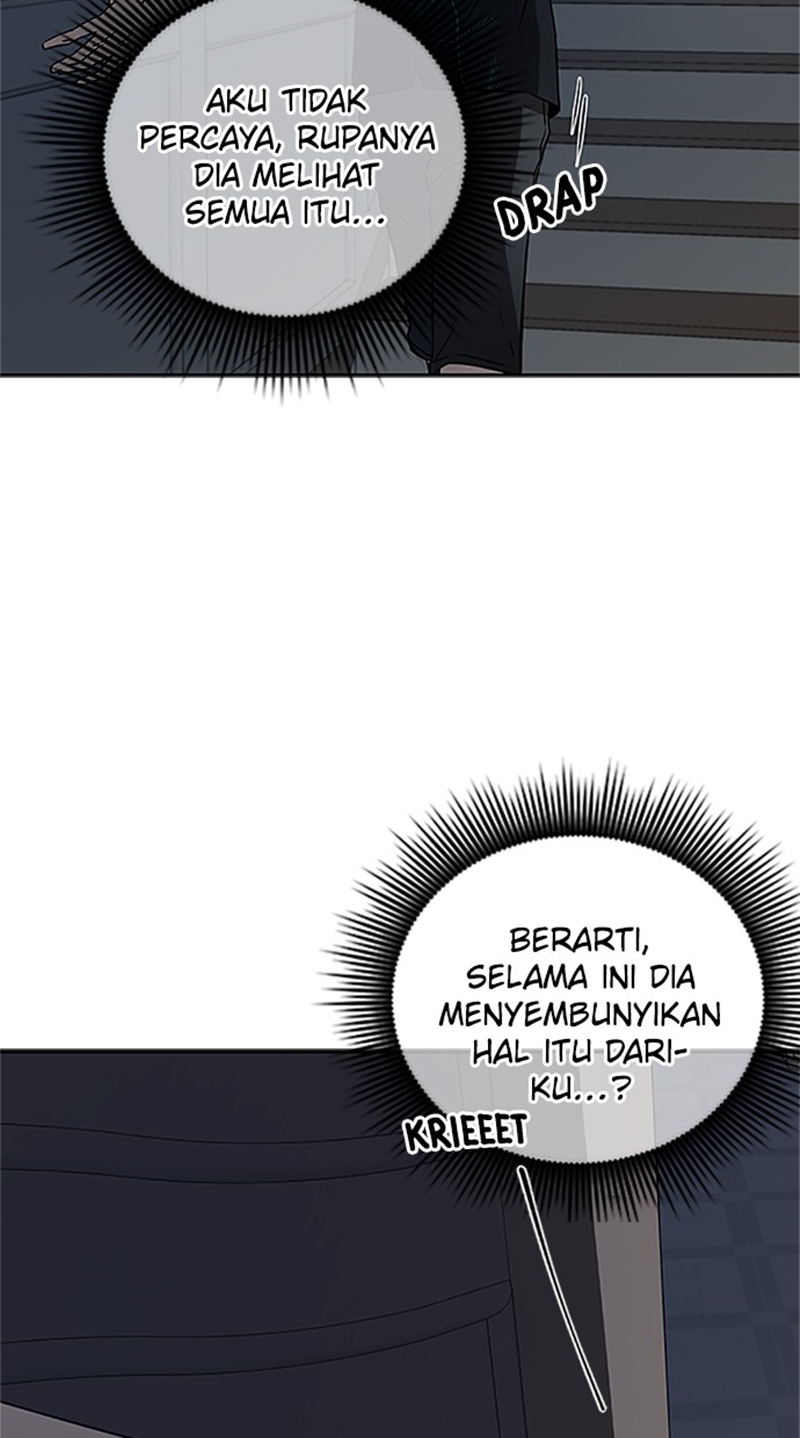 AKU TIDAK
PERCAYA, RUPANYA
DIA MELIHAT
SEMUA ITU...
DRAP
BERARTI,
SELAMA INI DIA
MENYEMBUNYIKAN
HAL ITU DARI-
KU...?
KRIEEET